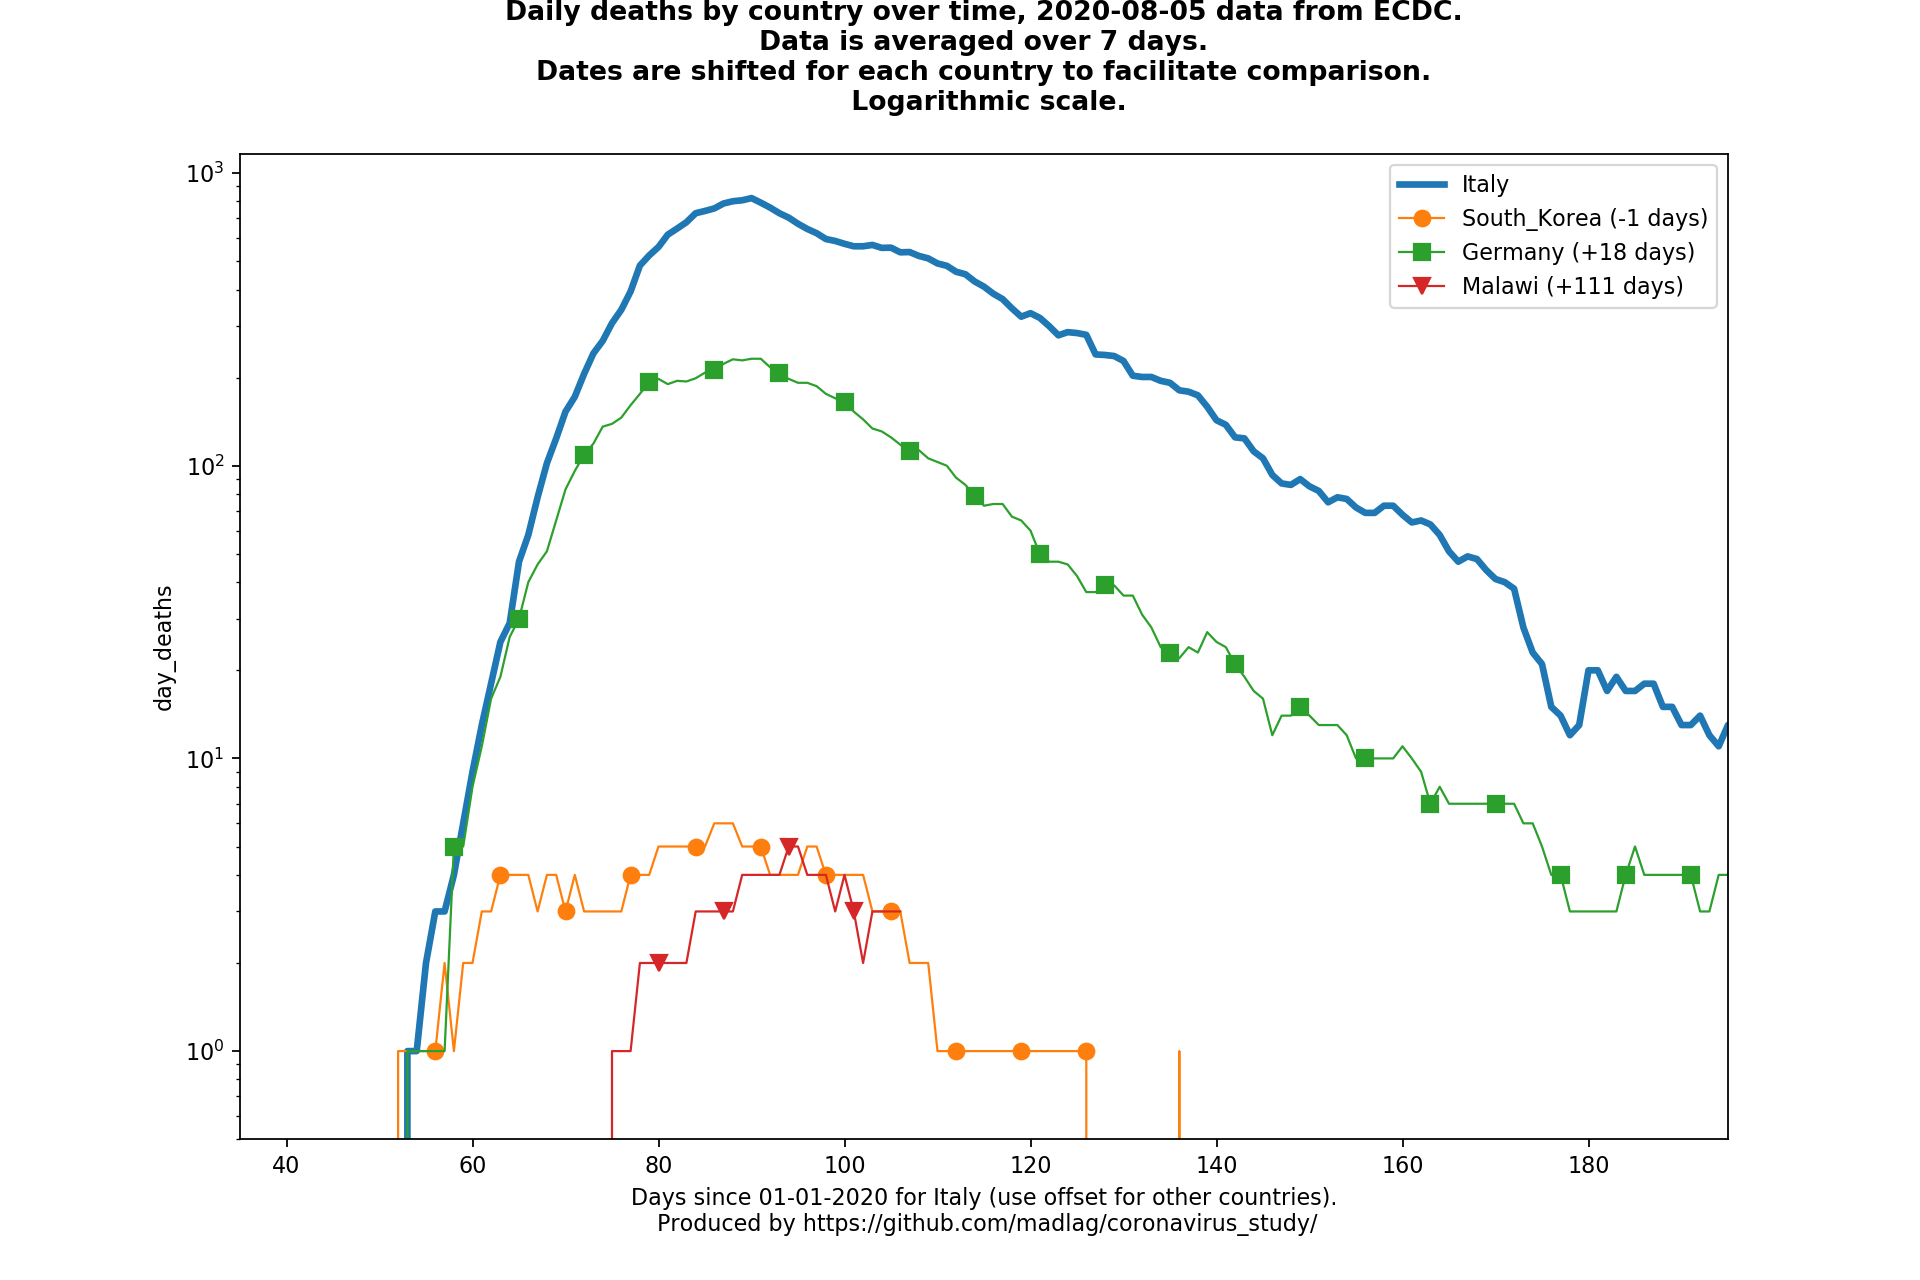 Daily deaths by country over time, 2020-08-05 data from ECDC.
Data is averaged over 7 days.
Dates are shifted for each country to facilitate comparison.
Logarithmic scale.
10³
10²
10¹
10⁰
day_deaths
Italy
South_Korea (-1 days)
Germany (+18 days)
Malawi (+111 days)
40 60 80 100 120 140 160 180
Days since 01-01-2020 for Italy (use offset for other countries).
Produced by https://github.com/madlag/coronavirus_study/